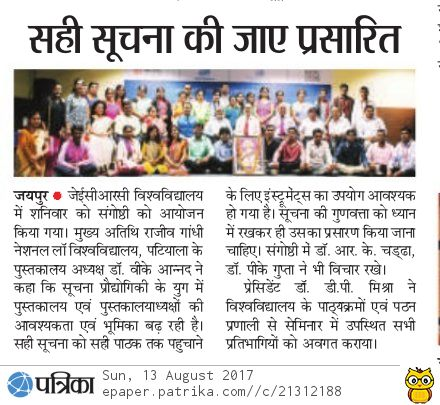 सही सूचना की जाए प्रसारित
जयपुर ● जेईसीआरसी विश्वविद्यालय
में शनिवार को संगोष्ठी को आयोजन
किया गया। मुख्य अतिथि राजीव गांधी
नेशनल लॉ विश्वविद्यालय, पटियाला के
पुस्तकालय अध्यक्ष डॉ. वीके आन्नद ने
कहा कि सूचना प्रौद्योगिकी के युग में
पुस्तकालय एवं पुस्तकालयाध्यक्षों की
आवश्यकता एवं भूमिका बढ़ रही है।
सही सूचना को सही पाठक तक पहुचाने
के लिए इंस्ट्रूमेंट्स का उपयोग आवश्यक
हो गया है। सूचना की गुणवत्ता को ध्यान
में रखकर ही उसका प्रसारण किया जाना
चाहिए। संगोष्ठी में डॉ. आर. के. चड्ढा,
डॉ. पीके गुप्ता ने भी विचार रखे।
प्रेसिडेंट डॉ. डी.पी. मिश्रा ने
विश्वविद्यालय के पाठ्यक्रमों एवं पठन
प्रणाली से सेमिनार में उपस्थित सभी
प्रतिभागियों को अवगत कराया।
पत्रिका
Sun, 13 August 2017
epaper.patrika.com//c/21312188